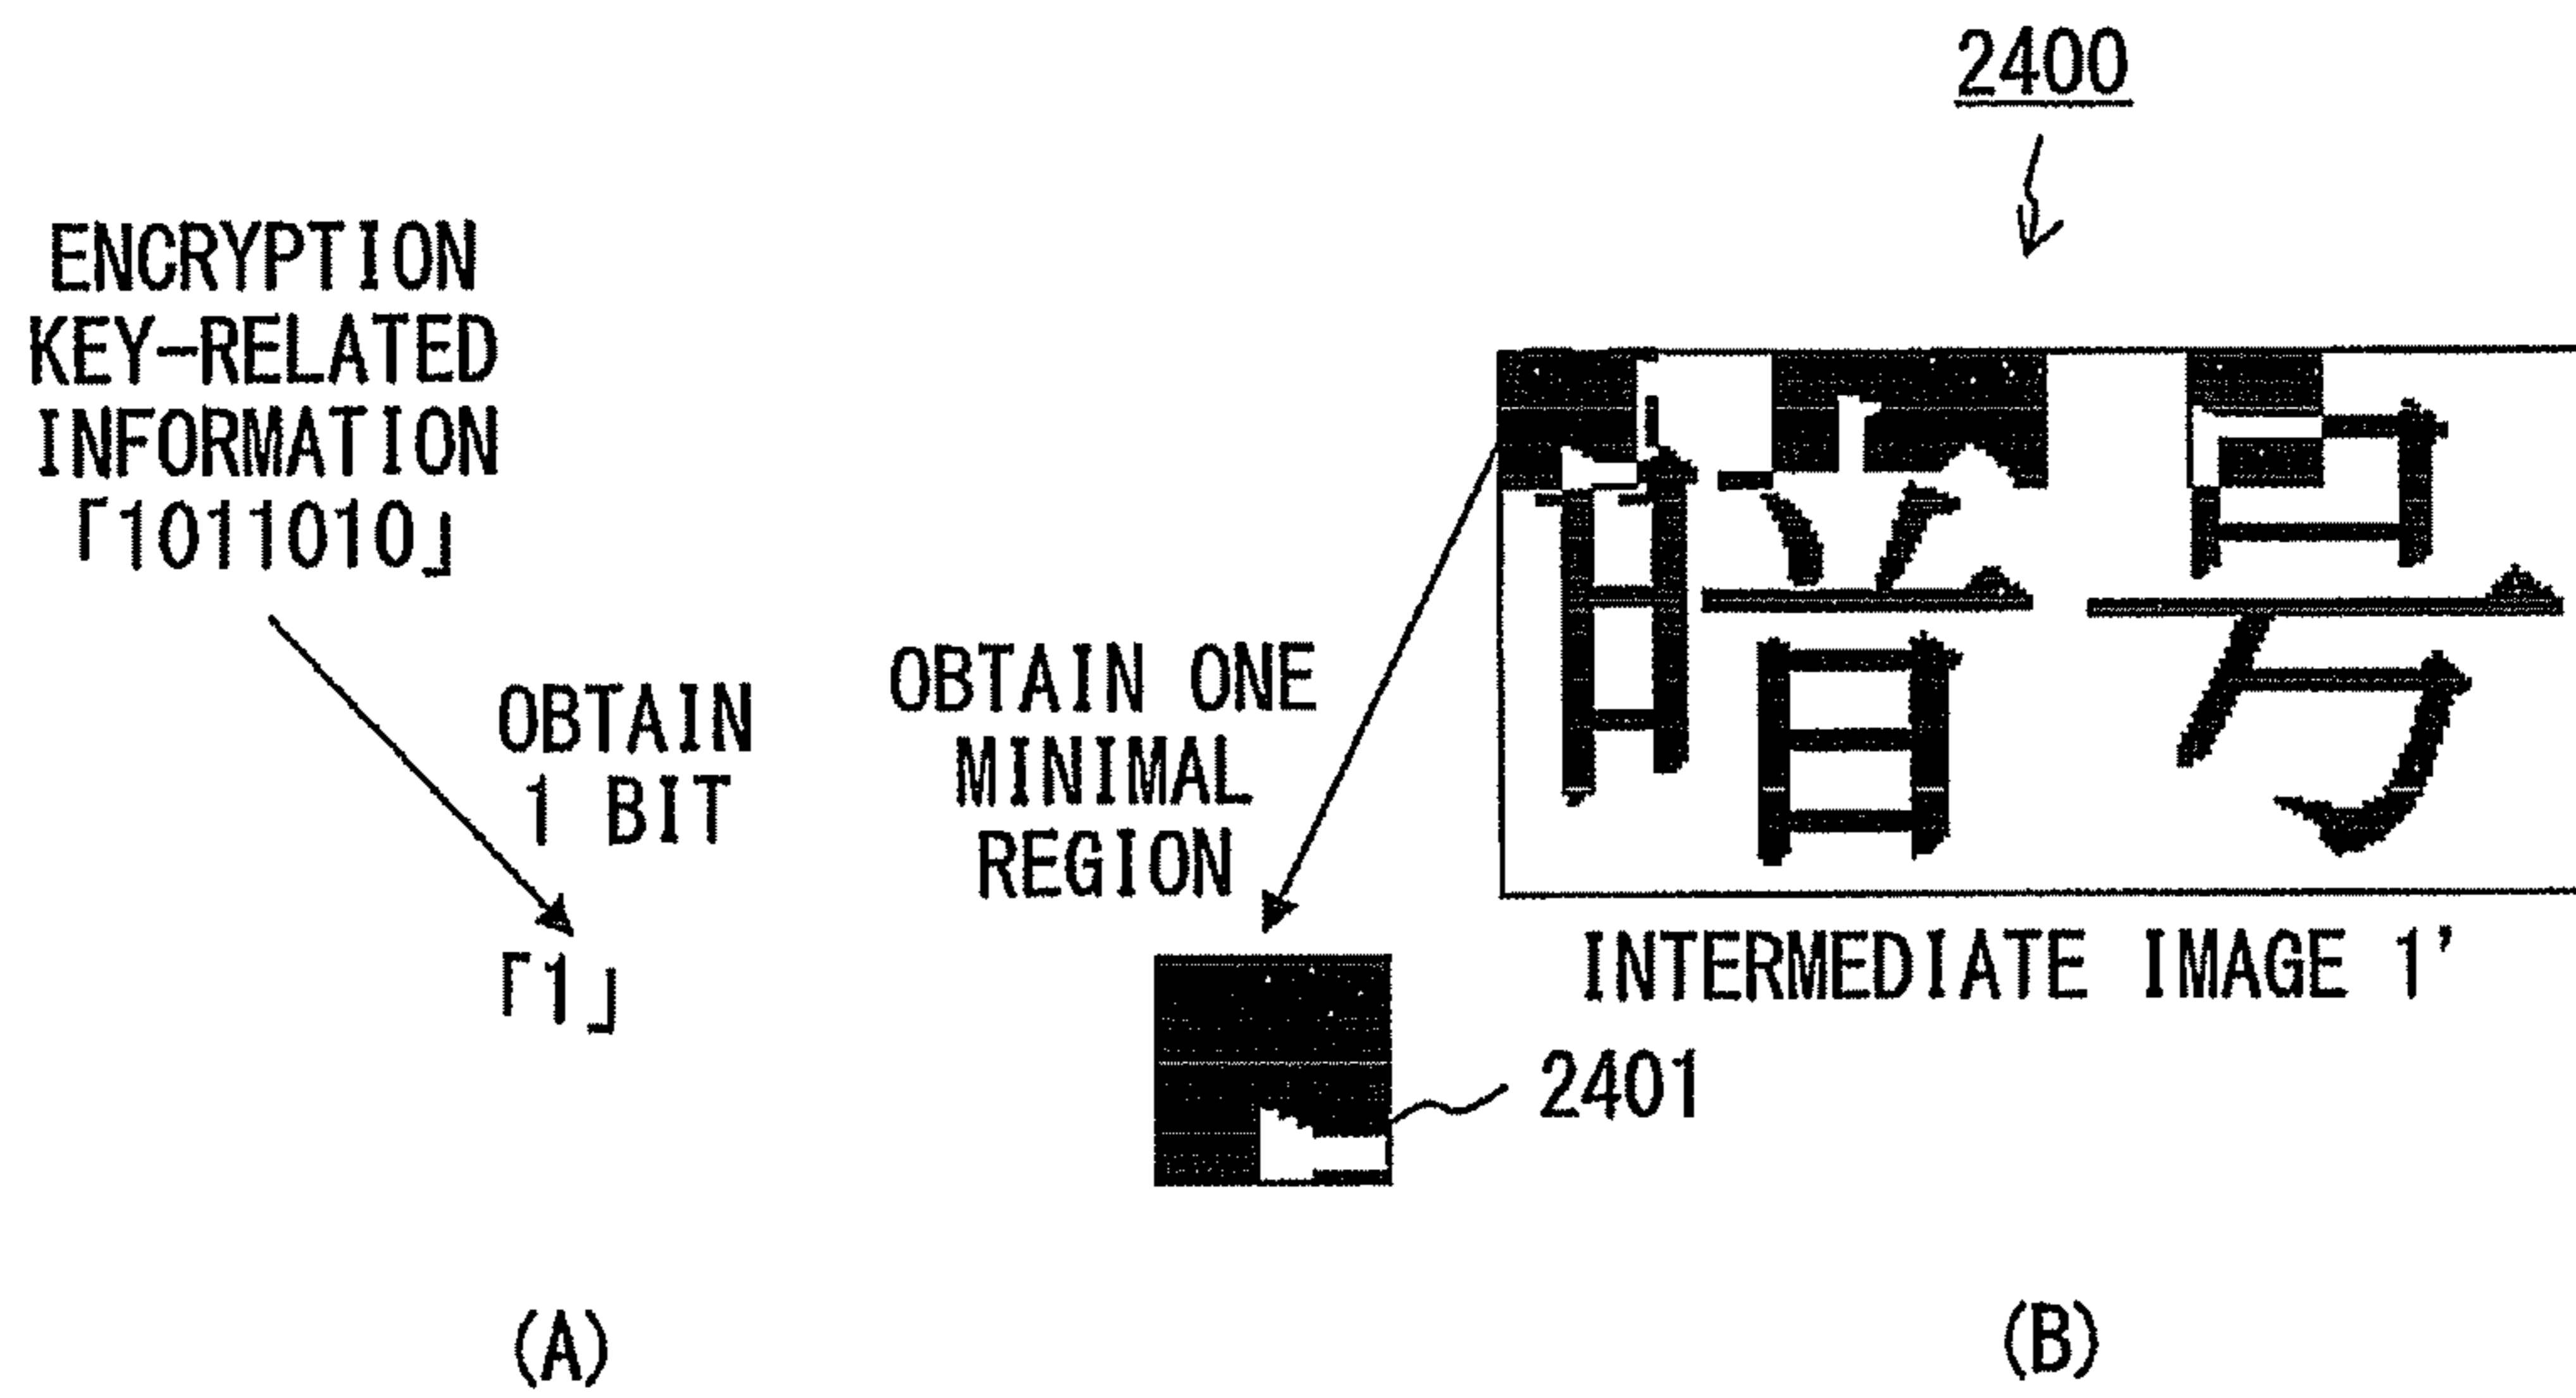 2400
ENCRYPTION
KEY-RELATED
INFORMATION
「1011010」
OBTAIN
1 BIT
「1」
OBTAIN ONE
MINIMAL
REGION
暗号
INTERMEDIATE IMAGE 1'
2401
(A)
(B)